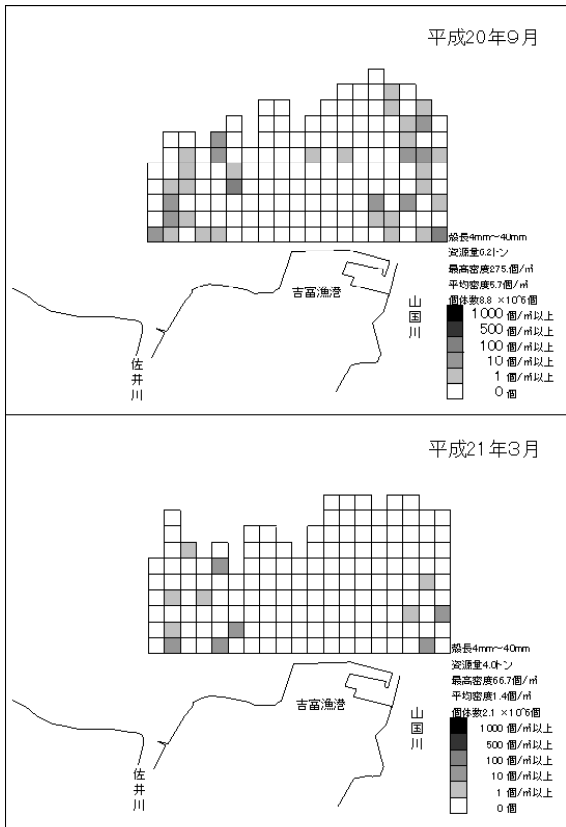 平成20年9月
殻長4mm～40mm
資源量6.2トン
最高密度275.個/㎡
平均密度5.7個/㎡
個体数8.8 ×10^6個
吉富漁港
山国川
佐井川
1000 個/㎡以上
500 個/㎡以上
100 個/㎡以上
10 個/㎡以上
1 個/㎡以上
0 個
平成21年3月
殻長4mm～40mm
資源量4.0トン
最高密度66.7個/㎡
平均密度1.4個/㎡
個体数2.1 ×10^6個
吉富漁港
山国川
佐井川
1000 個/㎡以上
500 個/㎡以上
100 個/㎡以上
10 個/㎡以上
1 個/㎡以上
0 個